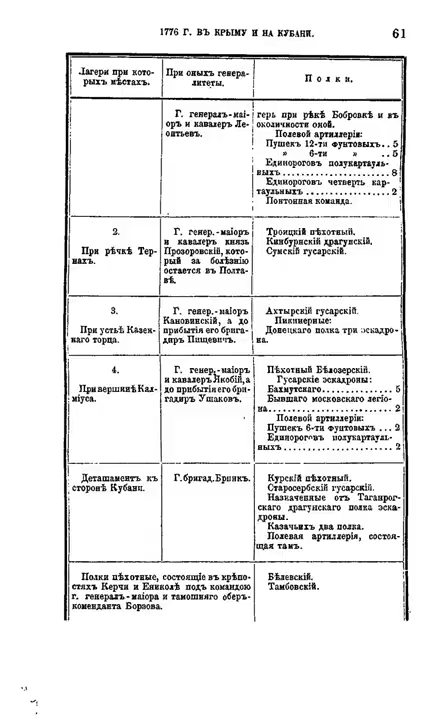 1776 Г. ВЪ КРЫМУ И НА КУБАНИ. 61
Лагери при кото-
рыхъ мѣстахъ.
При оныхъ генера-
литеты.
Полки.
Г. генералъ-маі-
оръ и кавалеръ Ле-
онтьевъ.
герь при рѣкѣ Бобровкѣ и въ
околичности оной.
Полевой артиллеріи:
Пушекъ 12-ти фунтовыхъ.. 5
» 6-ти » .. 5
Единороговъ полукартауль-
ныхъ.................8
Единороговъ четверть кар-
таульныхъ.................2
Понтонная команда.
2.
При рѣчкѣ Тер-
нахъ.
Г. генер.-маіоръ
и кавалеръ князь
Прозоровскій, кото-
рый за болѣзнію
остается въ Полта-
вѣ.
Троицкій пѣхотный.
Кинбурнскій драгунскій.
Сумскій гусарскій.
3.
При устьѣ Казен-
наго торца.
Г. генер.-маіоръ
Кановинскій, а до
прибытія его брига-
диръ Пищевичъ.
Ахтырскій гусарскій.
Пикинерные:
Донецкаго полка три эскадро-
на.
4.
При вершинѣ Кал-
міуса.
Г. генер.-маіоръ
и кавалеръ Якобій, а
до прибытія его бри-
гадиръ Ушаковъ.
Пѣхотный Бѣлозерскій.
Гусарскіе эскадроны:
Бахмутскаго...............5
Бывшаго московскаго легіо-
на.........................2
Полевой артиллеріи:
Пушекъ 6-ти фунтовыхъ ... 2
Единороговъ полукартауль-
ныхъ.....................2
Деташаментъ къ
сторонѣ Кубани.
Г. бригад. Бринкъ.
Курскій пѣхотный.
Старосербскій гусарскій.
Назначенные отъ Таганрог-
скаго драгунскаго полка эска-
дроны.
Казачьихъ два полка.
Полевая артиллерія, состоя-
щая тамъ.
Полки пѣхотные, состоящіе въ крѣпо-
стяхъ Керчи и Ениколѣ подъ командою
г. генералъ-маіора и тамошняго оберъ-
коменданта Борзова.
Бѣлевскій.
Тамбовскій.